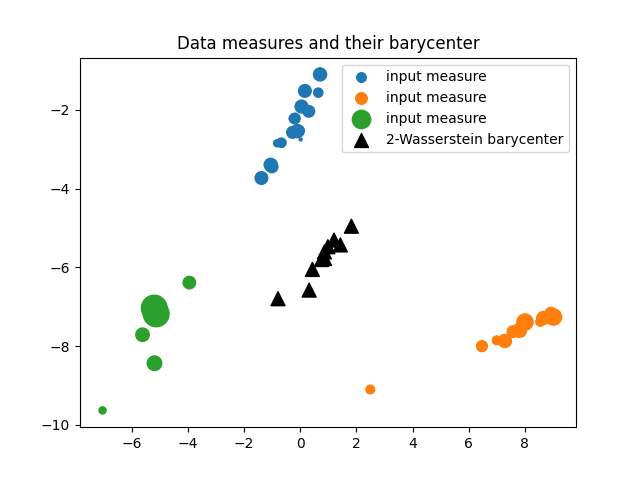 Data measures and their barycenter
input measure
input measure
input measure
2-Wasserstein barycenter
−2
−4
−6
−8
−10
−6 −4 −2 0 2 4 6 8